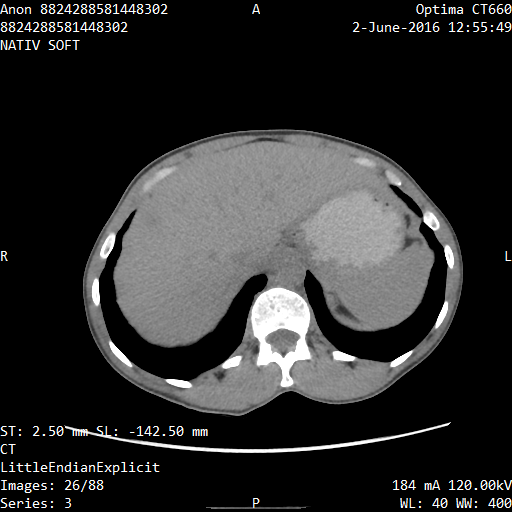 Anon 8824288581448302 A Optima CT660
8824288581448302 2-June-2016 12:55:49
NATIV SOFT
R L
ST: 2.50 mm SL: -142.50 mm
CT
LittleEndianExplicit
Images: 26/88 184 mA 120.00kV
Series: 3 P WL: 40 WW: 400